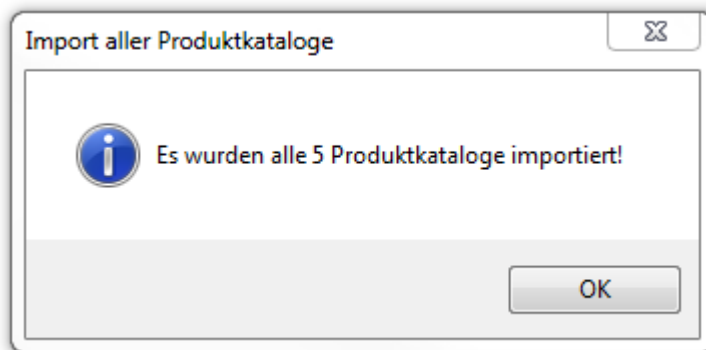 Import aller Produktkataloge
Es wurden alle 5 Produktkataloge importiert!
OK